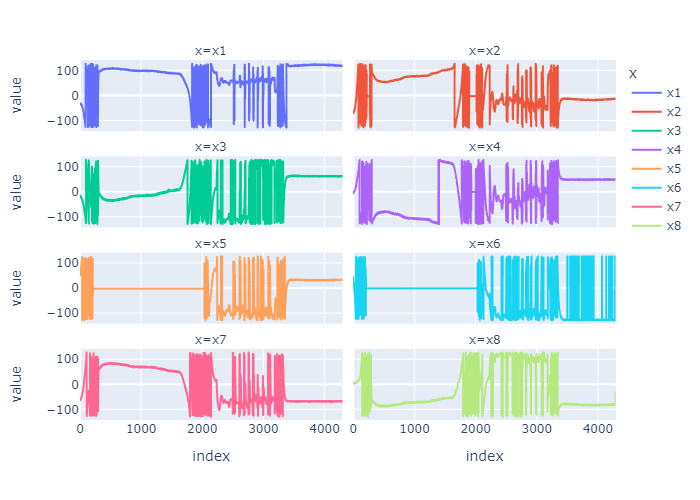 x=x1
x=x2
100
0
−100
value
x
x1
x2
x3
x4
x5
x6
x7
x8
x=x3
x=x4
100
0
−100
value
x=x5
x=x6
100
0
−100
value
x=x7
x=x8
100
0
−100
value
0
1000
2000
3000
4000
0
1000
2000
3000
4000
index
index